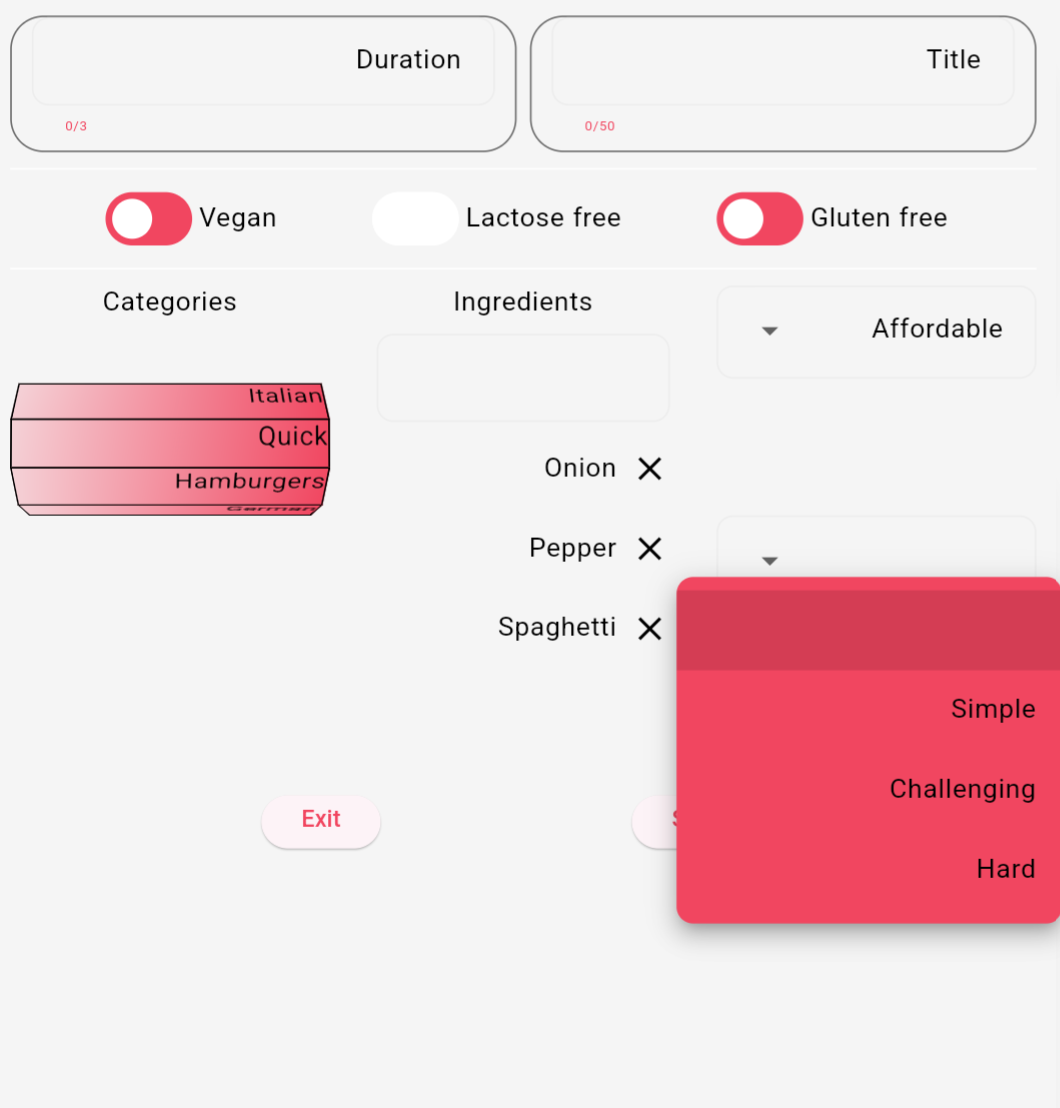 Duration
0/3
Title
0/50
Vegan
Lactose free
Gluten free
Categories
Ingredients
Affordable
Italian
Quick
Hamburgers
German
Onion
Pepper
Spaghetti
Simple
Challenging
Hard
Exit